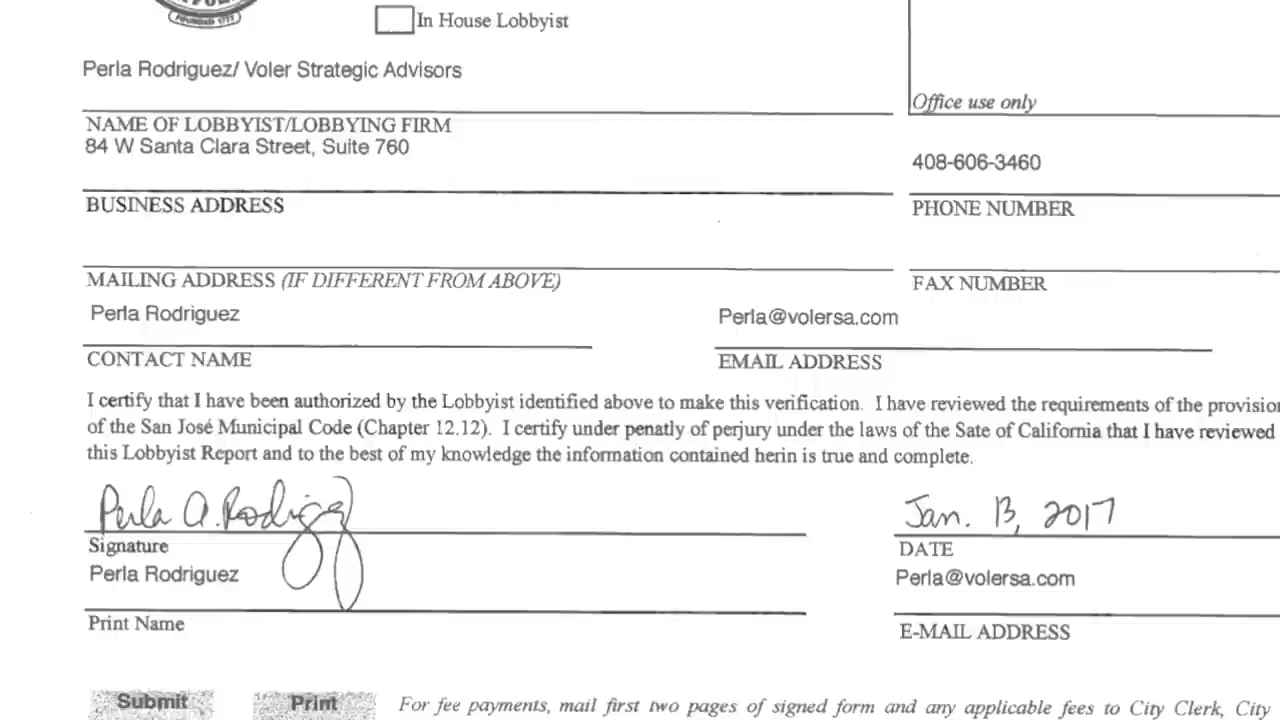 FOUNDED 1777
In House Lobbyist
Perla Rodriguez/ Voler Strategic Advisors
Office use only
NAME OF LOBBYIST/LOBBYING FIRM
84 W Santa Clara Street, Suite 760
408-606-3460
BUSINESS ADDRESS
PHONE NUMBER
MAILING ADDRESS (IF DIFFERENT FROM ABOVE)
FAX NUMBER
Perla Rodriguez
Perla@volersa.com
CONTACT NAME
EMAIL ADDRESS
I certify that I have been authorized by the Lobbyist identified above to make this verification. I have reviewed the requirements of the provision
of the San José Municipal Code (Chapter 12.12). I certify under penatly of perjury under the laws of the Sate of California that I have reviewed
this Lobbyist Report and to the best of my knowledge the information contained herin is true and complete.
Perla A. Rodriguez
Jan. 13, 2017
Signature
DATE
Perla Rodriguez
Perla@volersa.com
Print Name
E-MAIL ADDRESS
Submit
Print
For fee payments, mail first two pages of signed form and any applicable fees to City Clerk, City